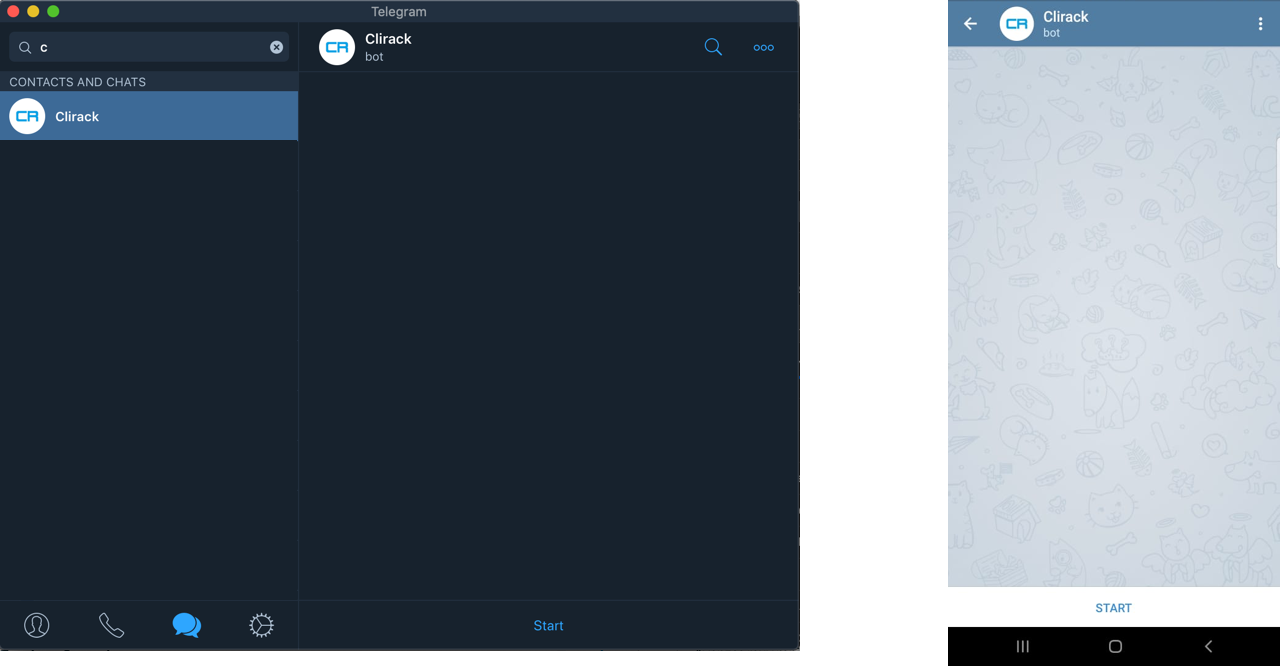 Telegram
c
CONTACTS AND CHATS
CR Clirack
CR Clirack
bot
Start
CR Clirack
bot
START